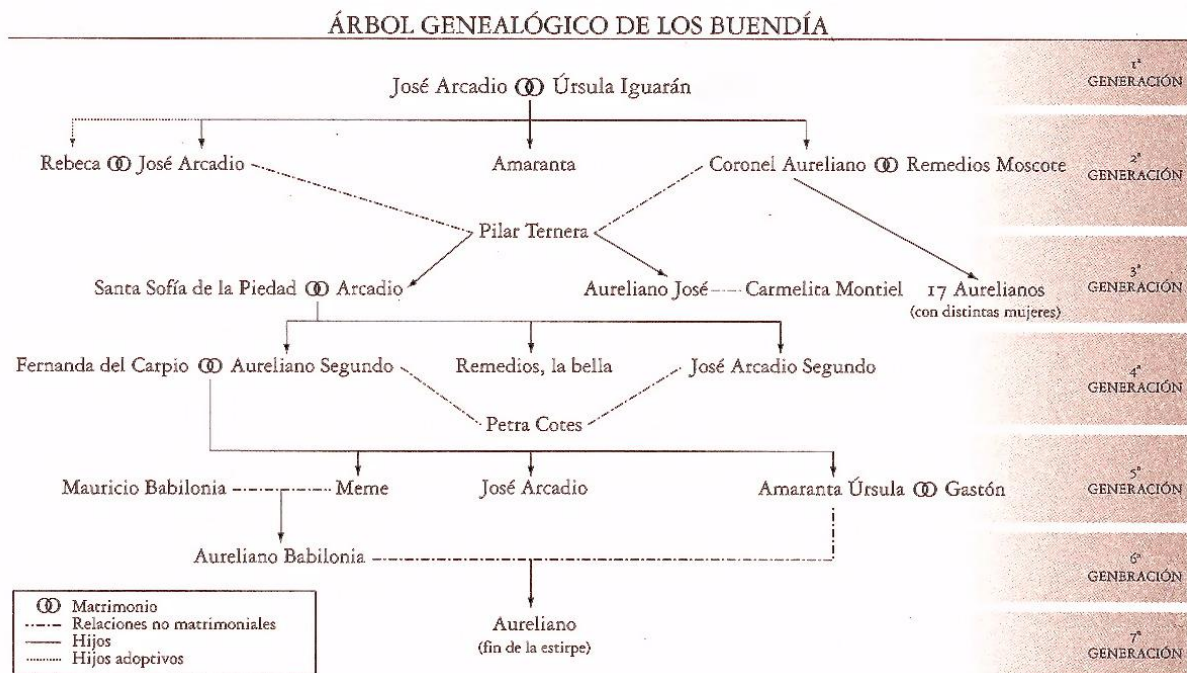 ÁRBOL GENEALÓGICO DE LOS BUENDÍA
1ª
GENERACIÓN
José Arcadio Úrsula Iguarán
Rebeca José Arcadio
Amaranta
Coronel Aureliano Remedios Moscote
2ª
GENERACIÓN
Pilar Ternera
Santa Sofía de la Piedad Arcadio
Aureliano José Carmelita Montiel
17 Aurelianos
(con distintas mujeres)
3ª
GENERACIÓN
Fernanda del Carpio Aureliano Segundo
Remedios, la bella
José Arcadio Segundo
4ª
GENERACIÓN
Petra Cotes
Mauricio Babilonia
Meme
José Arcadio
Amaranta Úrsula Gastón
5ª
GENERACIÓN
Aureliano Babilonia
6ª
GENERACIÓN
Aureliano
(fin de la estirpe)
7ª
GENERACIÓN
Matrimonio
Relaciones no matrimoniales
Hijos
Hijos adoptivos